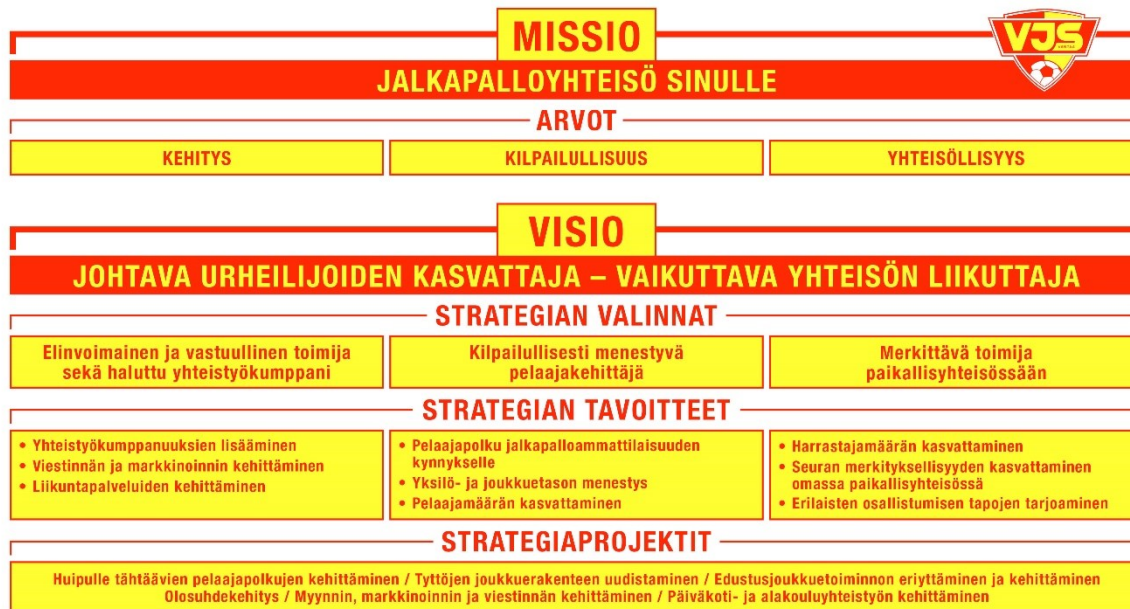 MISSIO
VJS
VANTAA
JALKAPALLOYHTEISÖ SINULLE
ARVOT
KEHITYS
KILPAILULLISUUS
YHTEISÖLLISYYS
VISIO
JOHTAVA URHEILIJOIDEN KASVATTAJA – VAIKUTTAVA YHTEISÖN LIIKUTTAJA
STRATEGIAN VALINNAT
Elinvoimainen ja vastuullinen toimija
sekä haluttu yhteistyökumppani
Kilpailullisesti menestyvä
pelaajakehittäjä
Merkittävä toimija
paikallisyhteisössään
STRATEGIAN TAVOITTEET
• Yhteistyökumppanuuksien lisääminen
• Viestinnän ja markkinoinnin kehittäminen
• Liikuntapalveluiden kehittäminen
• Pelaajapolku jalkapalloammattilaisuuden
kynnykselle
• Yksilö- ja joukkuetason menestys
• Pelaajamäärän kasvattaminen
• Harrastajamäärän kasvattaminen
• Seuran merkityksellisyyden kasvattaminen
omassa paikallisyhteisössä
• Erilaisten osallistumisen tapojen tarjoaminen
STRATEGIAPROJEKTIT
Huipulle tähtäävien pelaajapolkujen kehittäminen / Tyttöjen joukkuerakenteen uudistaminen / Edustusjoukkuetoiminnon eriyttäminen ja kehittäminen
Olosuhdekehitys / Myynnin, markkinoinnin ja viestinnän kehittäminen / Päiväkoti- ja alakouluyhteistyön kehittäminen